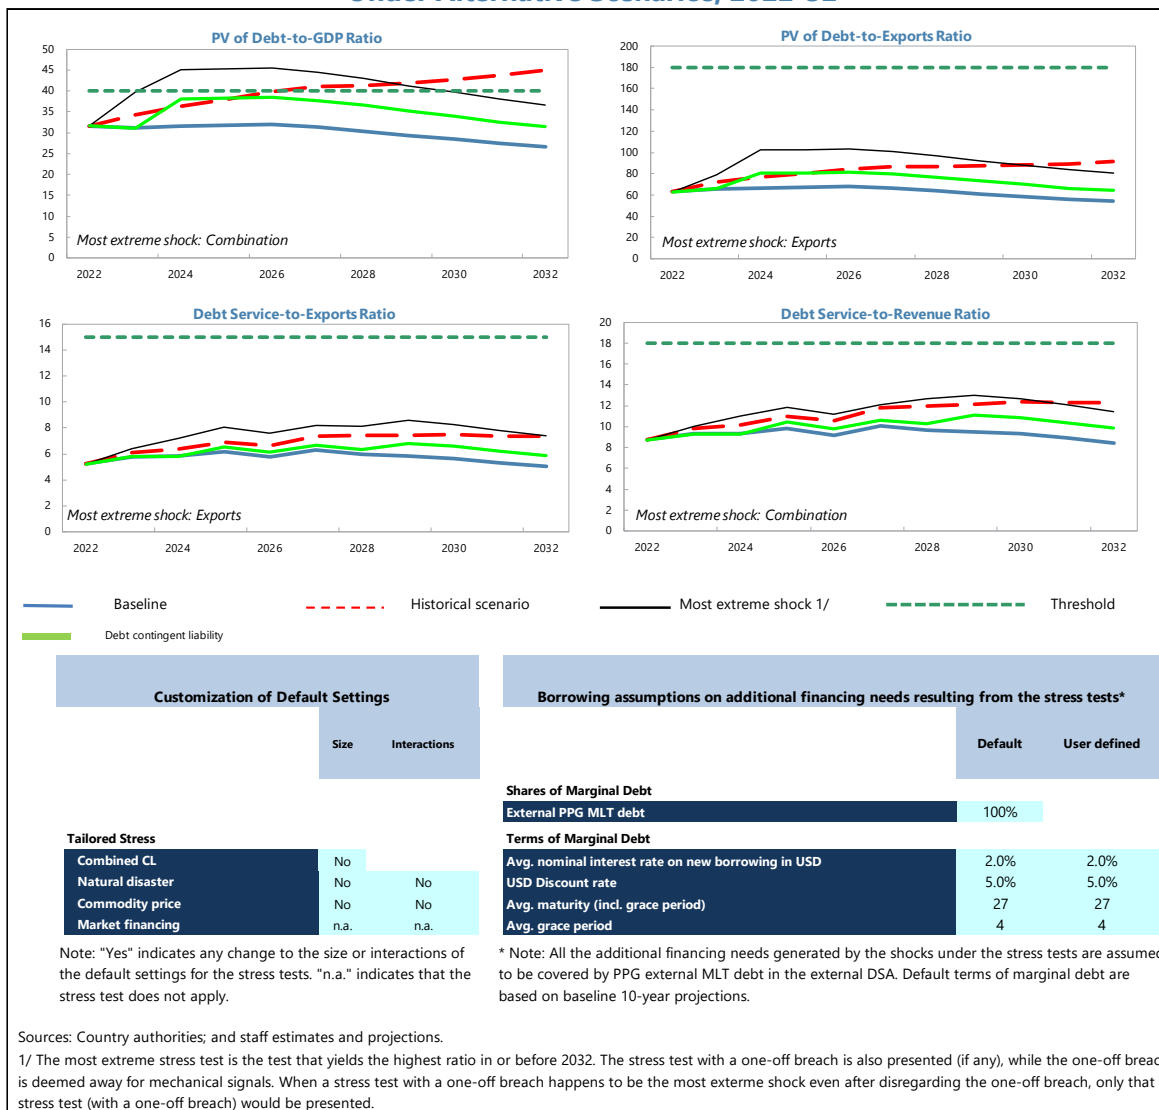 PV of Debt-to-GDP Ratio
50
45
40
35
30
25
20
15
10
5
0
Most extreme shock: Combination
2022 2024 2026 2028 2030 2032
PV of Debt-to-Exports Ratio
200
180
160
140
120
100
80
60
40
20
0
Most extreme shock: Exports
2022 2024 2026 2028 2030 2032
Debt Service-to-Exports Ratio
16
14
12
10
8
6
4
2
0
Most extreme shock: Exports
2022 2024 2026 2028 2030 2032
Debt Service-to-Revenue Ratio
20
18
16
14
12
10
8
6
4
2
0
Most extreme shock: Combination
2022 2024 2026 2028 2030 2032
Baseline Historical scenario Most extreme shock 1/ Threshold
Debt contingent liability
Customization of Default Settings
Size Interactions
Tailored Stress
Combined CL No
Natural disaster No No
Commodity price No No
Market financing n.a. n.a.
Note: "Yes" indicates any change to the size or interactions of
the default settings for the stress tests. "n.a." indicates that the
stress test does not apply.
Borrowing assumptions on additional financing needs resulting from the stress tests*
Default User defined
Shares of Marginal Debt
External PPG MLT debt 100%
Terms of Marginal Debt
Avg. nominal interest rate on new borrowing in USD 2.0% 2.0%
USD Discount rate 5.0% 5.0%
Avg. maturity (incl. grace period) 27 27
Avg. grace period 4 4
* Note: All the additional financing needs generated by the shocks under the stress tests are assumed
to be covered by PPG external MLT debt in the external DSA. Default terms of marginal debt are
based on baseline 10-year projections.
Sources: Country authorities; and staff estimates and projections.
1/ The most extreme stress test is the test that yields the highest ratio in or before 2032. The stress test with a one-off breach is also presented (if any), while the one-off breac
is deemed away for mechanical signals. When a stress test with a one-off breach happens to be the most exterme shock even after disregarding the one-off breach, only that
stress test (with a one-off breach) would be presented.